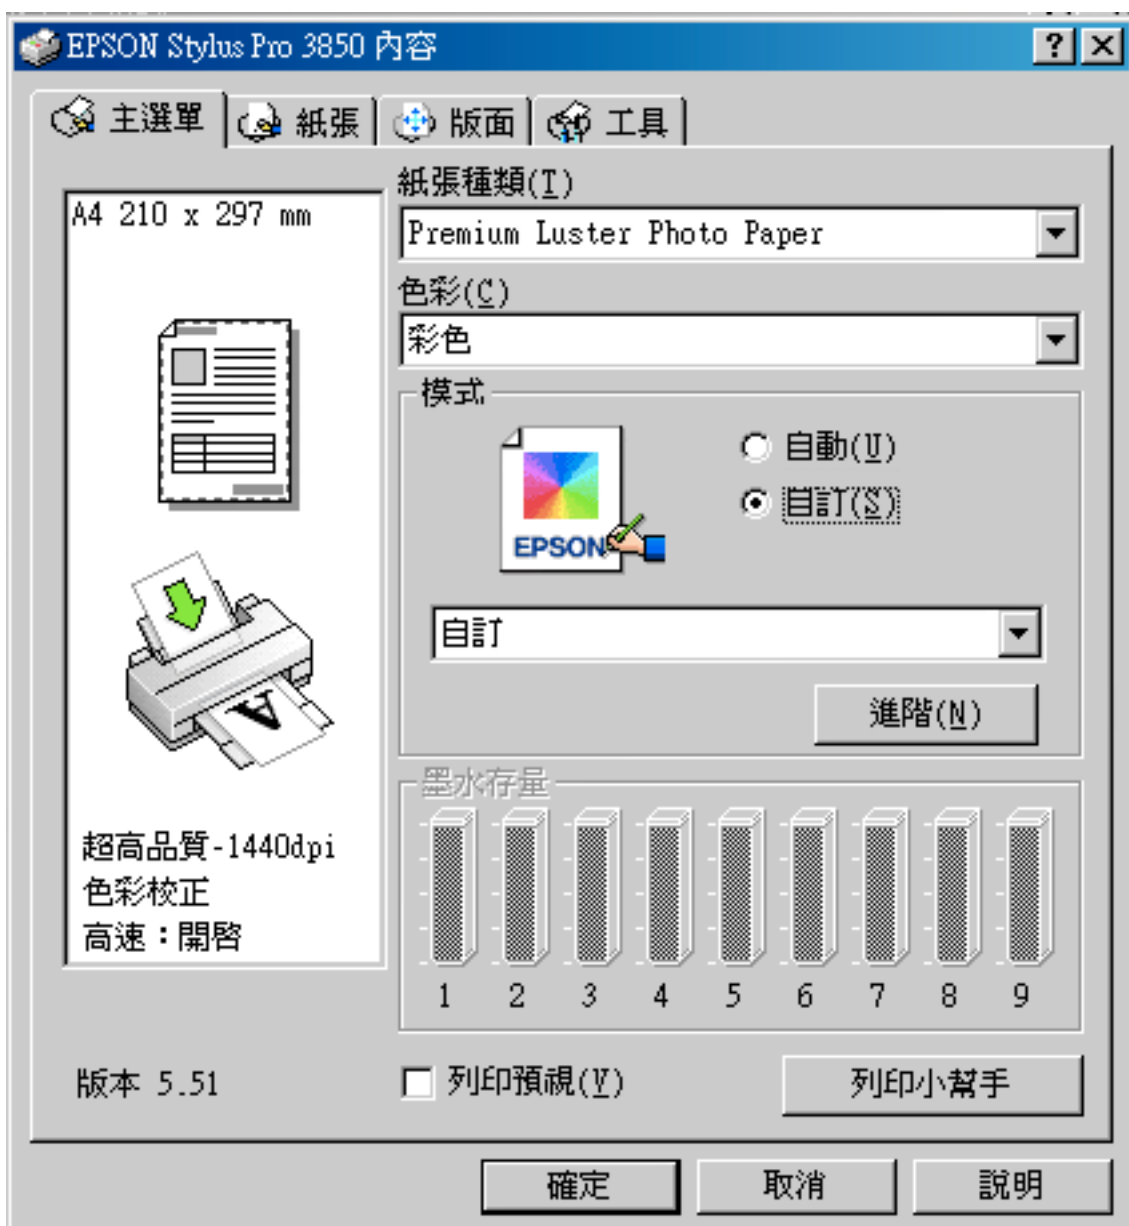 EPSON Stylus Pro 3850 內容
主選單 紙張 版面 工具
A4 210 x 297 mm
紙張種類(T)
Premium Luster Photo Paper
色彩(C)
彩色
模式
自動(U)
自訂(S)
EPSON
自訂
進階(N)
超高品質-1440dpi
色彩校正
高速：開啓
墨水存量
1 2 3 4 5 6 7 8 9
版本 5.51
列印預視(V)
列印小幫手
確定 取消 說明